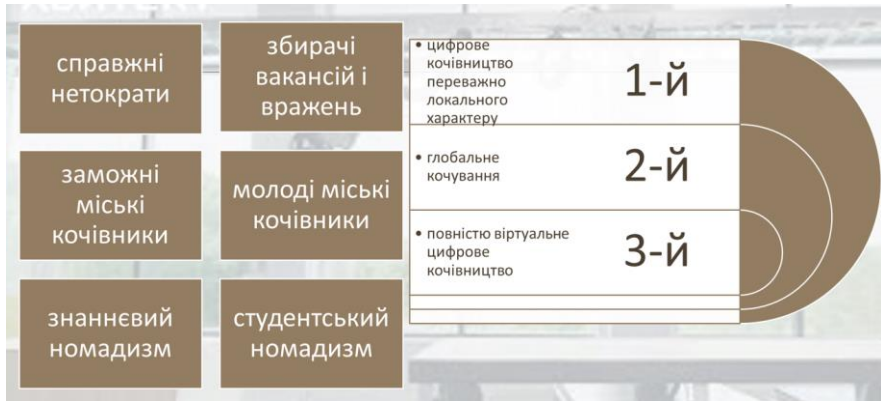 справжні
нетократи
збирачі
вакансій і
вражень
заможні
міські
кочівники
молоді міські
кочівники
знаннєвий
номадизм
студентський
номадизм
• цифрове
кочівництво
переважно
локального
характеру
1-й
• глобальне
кочування
2-й
• повністю віртуальне
цифрове
кочівництво
3-й